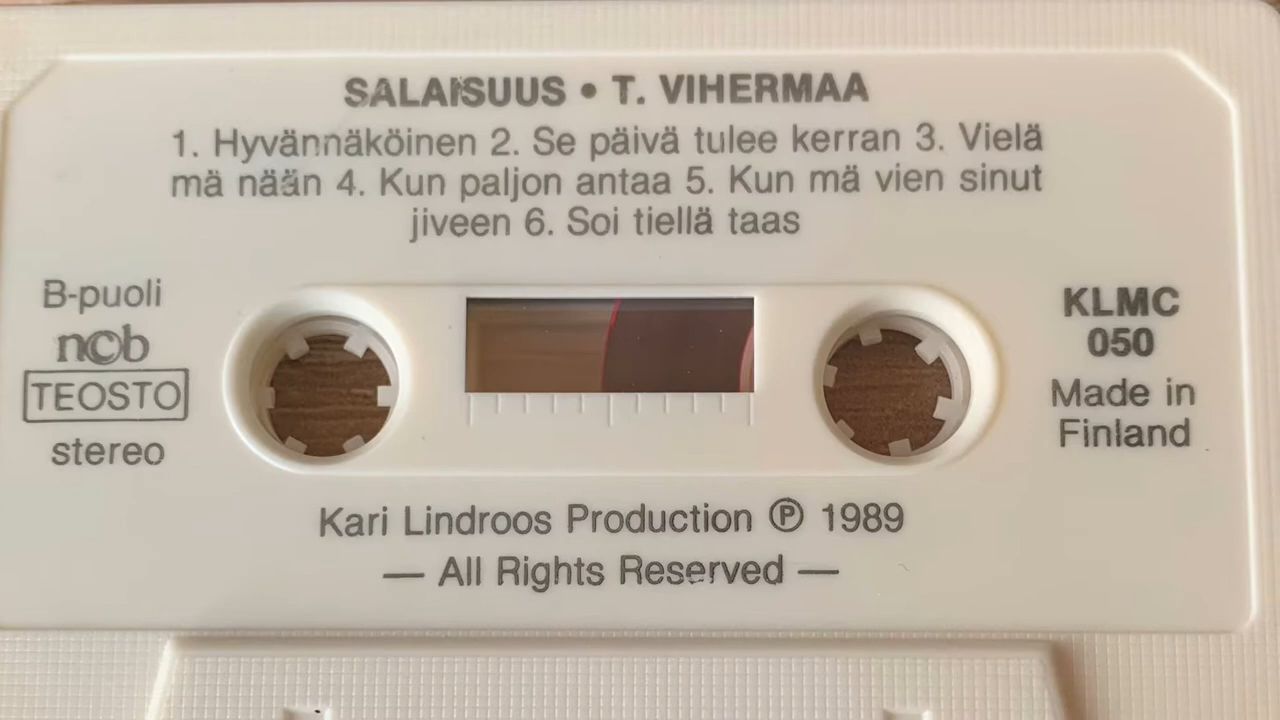 SALAISUUS • T. VIHERMAA
1. Hyvännäköinen 2. Se päivä tulee kerran 3. Vielä
mä nään 4. Kun paljon antaa 5. Kun mä vien sinut
jiveen 6. Soi tiellä taas
B-puoli
ncb
TEOSTO
stereo
KLMC
050
Made in
Finland
Kari Lindroos Production ℗ 1989
— All Rights Reserved —